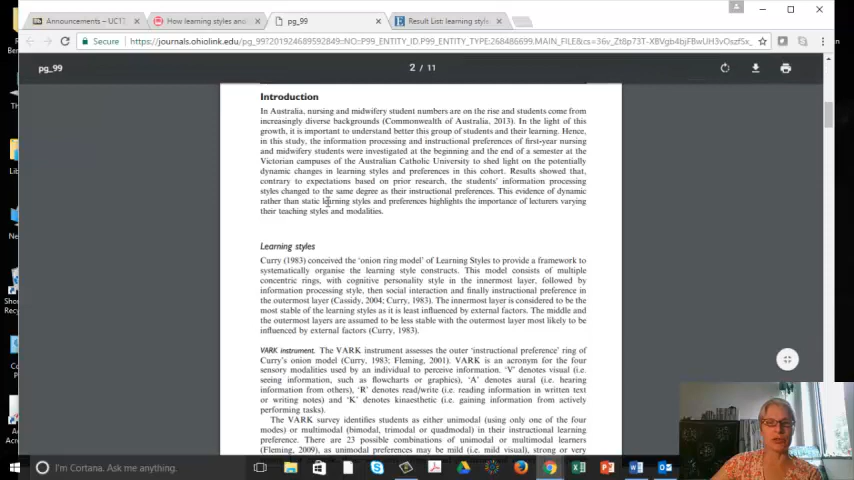 Announcements – UC17
How learning styles and
pg_99
Result List: learning style
Secure
https://journals.ohiolink.edu/
pg_99
2 / 11
Introduction
In Australia, nursing and midwifery student numbers are on the rise and students come from
increasingly diverse backgrounds (Commonwealth of Australia, 2013). In the light of this
growth, it is important to understand better this group of students and their learning. Hence,
in this study, the information processing and instructional preferences of first-year nursing
and midwifery students were investigated at the beginning and the end of a semester at the
Victorian campuses of the Australian Catholic University to shed light on the potentially
dynamic changes in learning styles and preferences in this cohort. Results showed that,
contrary to expectations based on prior research, the students' information processing
styles changed to the same degree as their instructional preferences. This evidence of dynamic
rather than static learning styles and preferences highlights the importance of lecturers varying
their teaching styles and modalities.
Learning styles
Curry (1983) conceived the 'onion ring model' of Learning Styles to provide a framework to
systematically organise the learning style constructs. This model consists of multiple
concentric rings, with cognitive personality style in the innermost layer, followed by
information processing style, then social interaction and finally instructional preference in
the outermost layer (Cassidy, 2004; Curry, 1983). The innermost layer is considered to be the
most stable of the learning styles as it is least influenced by external factors. The middle and
the outermost layers are assumed to be less stable with the outermost layer most likely to be
influenced by external factors (Curry, 1983).
VARK instrument. The VARK instrument assesses the outer 'instructional preference' ring of
Curry's onion model (Curry, 1983; Fleming, 2001). VARK is an acronym for the four
sensory modalities used by an individual to perceive information. 'V' denotes visual (i.e.
seeing information, such as flowcharts or graphics), 'A' denotes aural (i.e. hearing
information from others), 'R' denotes read/write (i.e. reading information in written text
or writing notes) and 'K' denotes kinaesthetic (i.e. gaining information from actively
performing tasks).
The VARK survey identifies students as either unimodal (using only one of the four
modes) or multimodal (bimodal, trimodal or quadmodal) in their instructional learning
preference. There are 23 possible combinations of unimodal or multimodal learners
(Fleming, 2009), as unimodal preferences may be mild (i.e. mild visual), strong or very
I'm Cortana. Ask me anything.